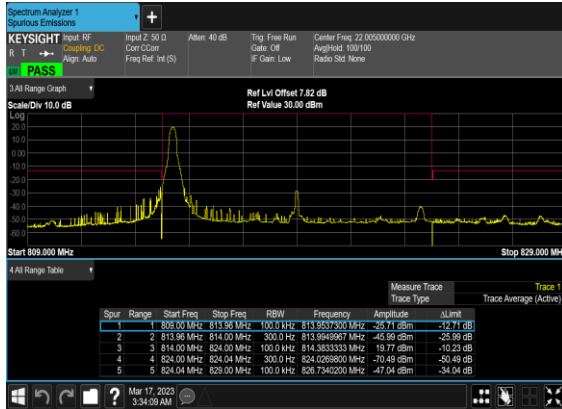 Spectrum Analyzer 1
Spurious Emissions
+
KEYSIGHT Input: RF Input Z: 50 Ω Atten: 40 dB Trig: Free Run Center Freq: 22.005000000 GHz
R T Coupling: DC Corr CCorr Gate: Off Avg|Hold: 100/100
Align: Auto Freq Ref: Int (S) IF Gain: Low Radio Std: None
PASS
3 All Range Graph
Ref Lvl Offset 7.82 dB
Scale/Div 10.0 dB Ref Value 30.00 dBm
Log
20.0
10.0
0.00
-10.0
-20.0
-30.0
-40.0
-50.0
-60.0
Start 809.000 MHz Stop 829.000 MHz
4 All Range Table
Measure Trace Trace 1
Trace Type Trace Average (Active)
Spur Range Start Freq Stop Freq RBW Frequency Amplitude ΔLimit
1 1 809.00 MHz 813.96 MHz 100.0 kHz 813.9537300 MHz -25.71 dBm -12.71 dB
2 2 813.96 MHz 814.00 MHz 300.0 Hz 813.9949967 MHz -45.99 dBm -25.99 dB
3 3 814.00 MHz 824.00 MHz 100.0 kHz 814.3833333 MHz 19.77 dBm -10.23 dB
4 4 824.00 MHz 824.04 MHz 300.0 Hz 824.0269800 MHz -70.49 dBm -50.49 dB
5 5 824.04 MHz 829.00 MHz 100.0 kHz 826.7340200 MHz -47.04 dBm -34.04 dB
? Mar 17, 2023
3:34:09 AM